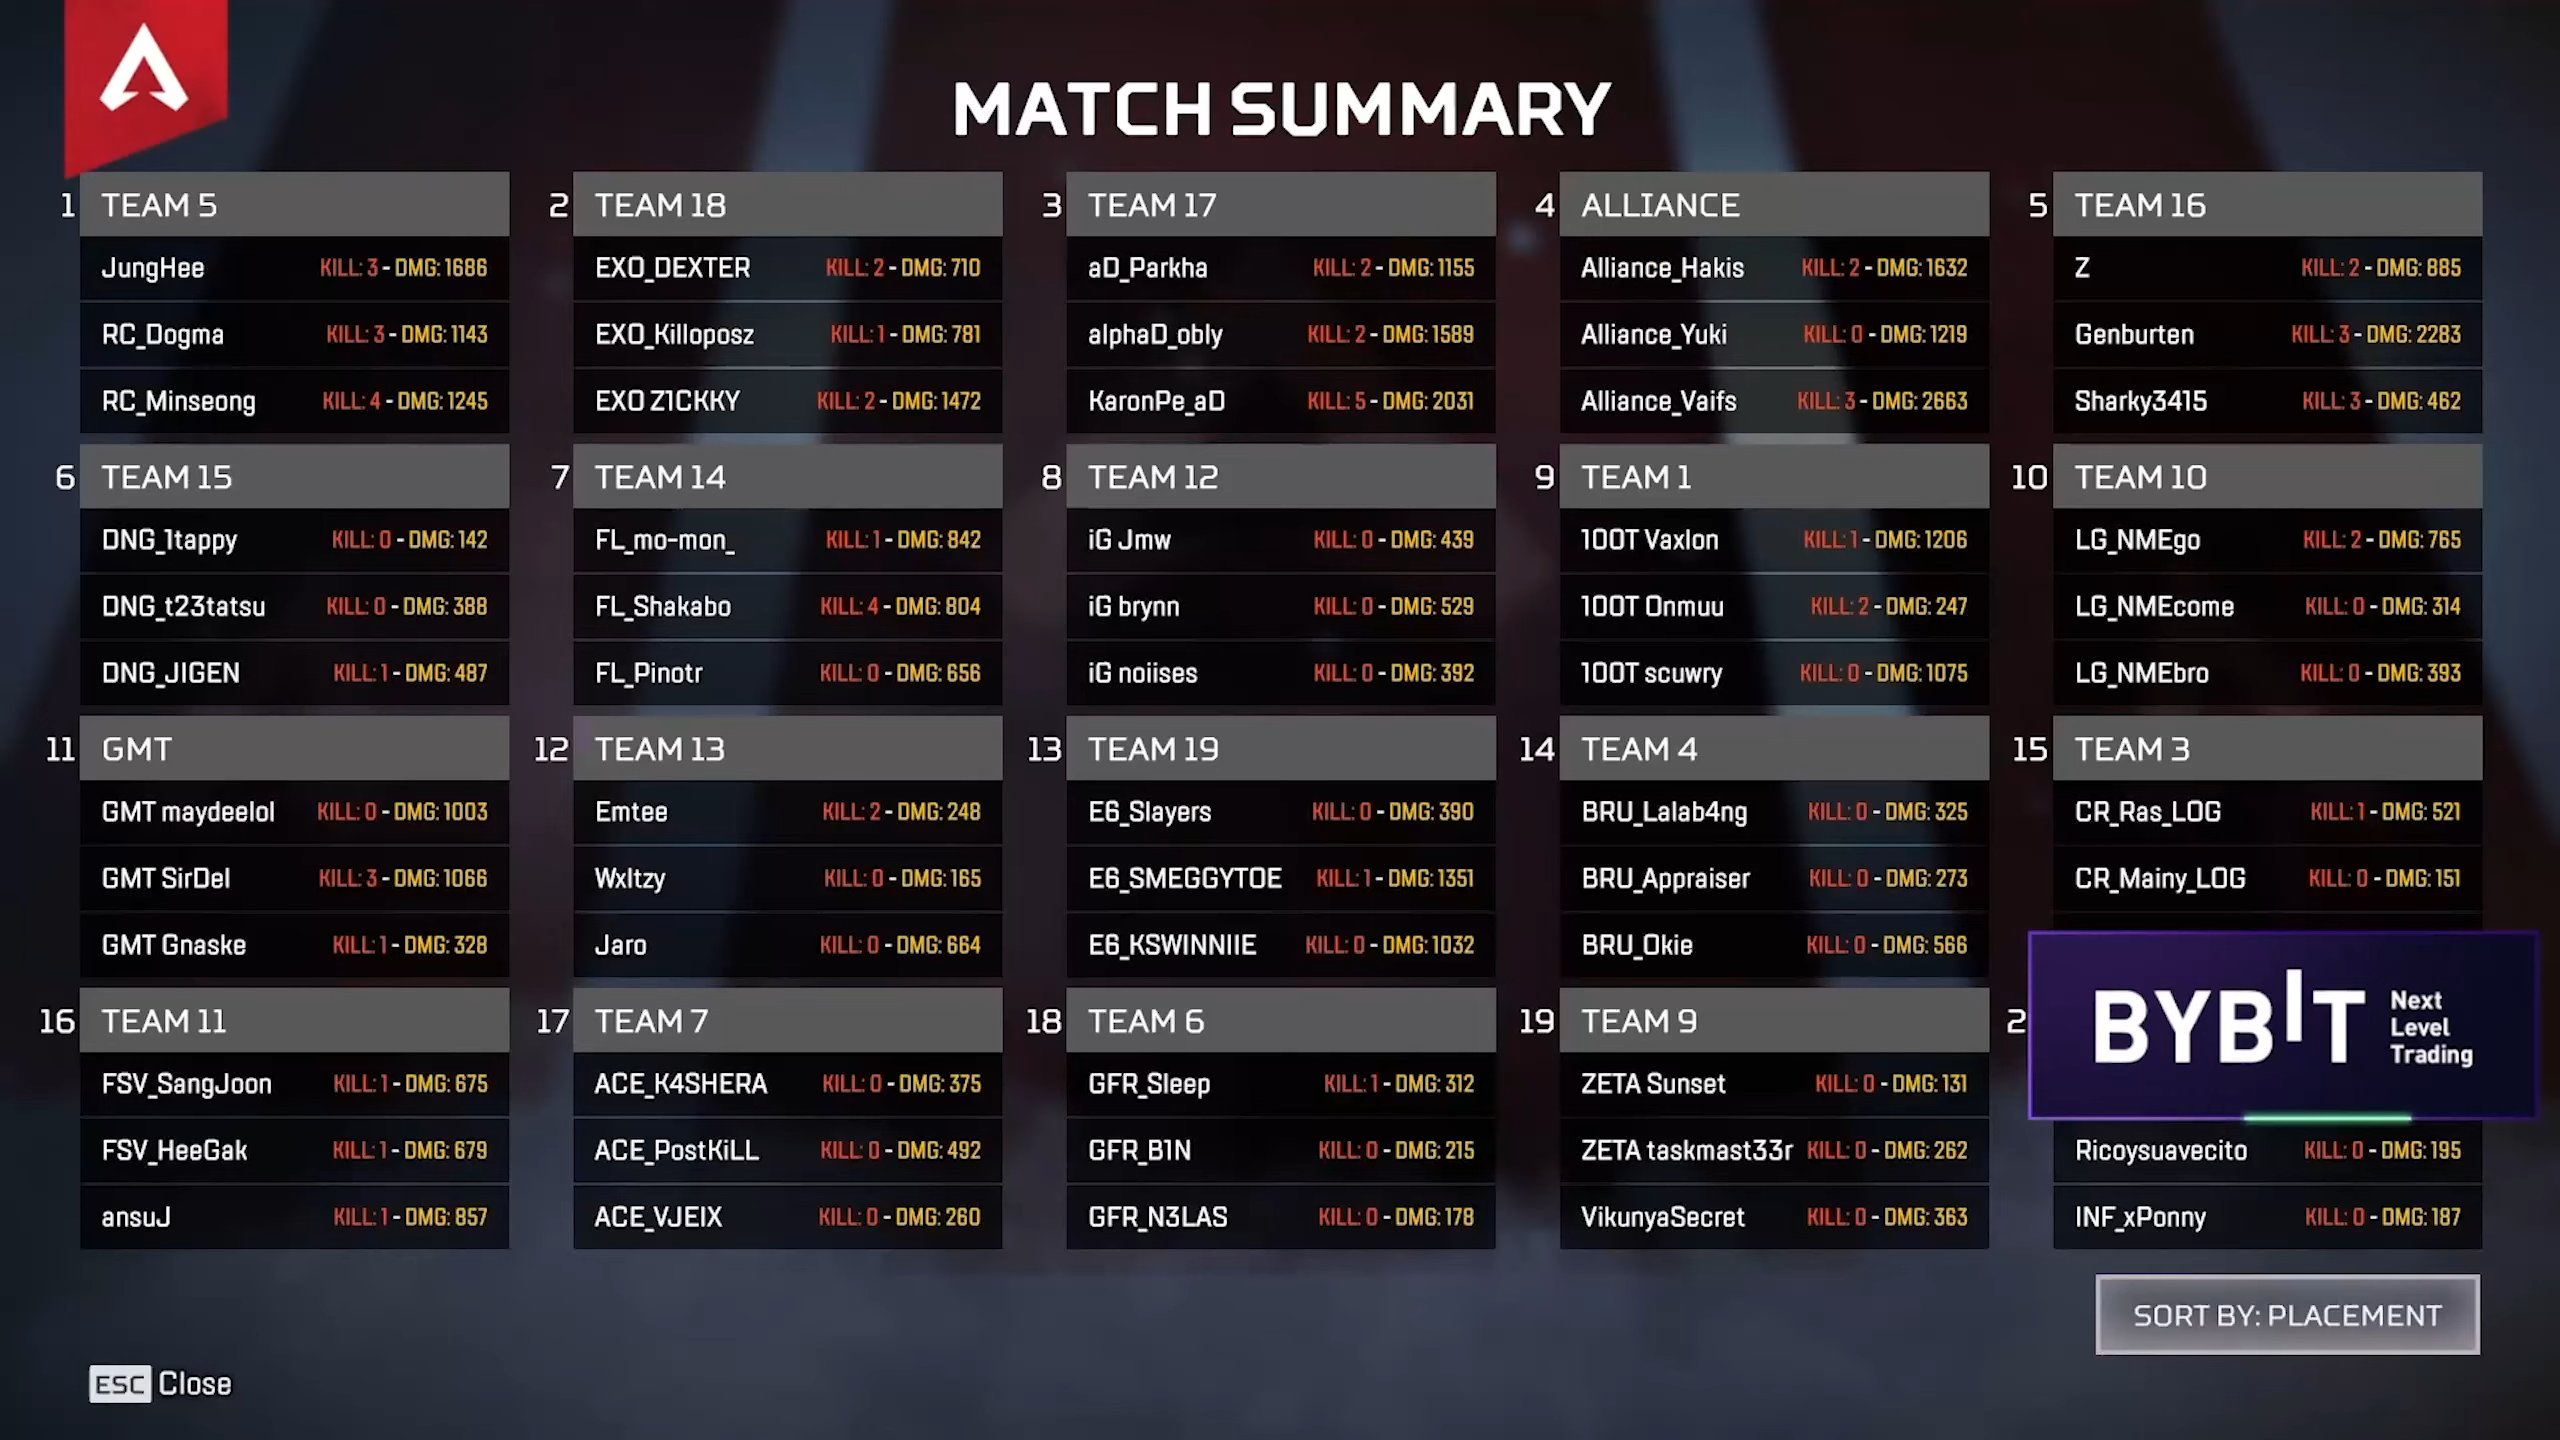 MATCH SUMMARY
1 TEAM 5
JungHee KILL: 3 - DMG: 1686
RC_Dogma KILL: 3 - DMG: 1143
RC_Minseong KILL: 4 - DMG: 1245
2 TEAM 18
EXO_DEXTER KILL: 2 - DMG: 710
EXO_Killoposz KILL: 1 - DMG: 781
EXO Z1CKKY KILL: 2 - DMG: 1472
3 TEAM 17
aD_Parkha KILL: 2 - DMG: 1155
alphaD_obly KILL: 2 - DMG: 1589
KaronPe_aD KILL: 5 - DMG: 2031
4 ALLIANCE
Alliance_Hakis KILL: 2 - DMG: 1632
Alliance_Yuki KILL: 0 - DMG: 1219
Alliance_Vaifs KILL: 3 - DMG: 2663
5 TEAM 16
Z KILL: 2 - DMG: 885
Genburten KILL: 3 - DMG: 2283
Sharky3415 KILL: 3 - DMG: 462
6 TEAM 15
DNG_1tappy KILL: 0 - DMG: 142
DNG_t23tatsu KILL: 0 - DMG: 388
DNG_JIGEN KILL: 1 - DMG: 487
7 TEAM 14
FL_mo-mon_ KILL: 1 - DMG: 842
FL_Shakabo KILL: 4 - DMG: 804
FL_Pinotr KILL: 0 - DMG: 656
8 TEAM 12
iG Jmw KILL: 0 - DMG: 439
iG brynn KILL: 0 - DMG: 529
iG noiises KILL: 0 - DMG: 392
9 TEAM 1
100T Vaxlon KILL: 1 - DMG: 1206
100T Onmuu KILL: 2 - DMG: 247
100T scuwry KILL: 0 - DMG: 1075
10 TEAM 10
LG_NMEgo KILL: 2 - DMG: 765
LG_NMEcome KILL: 0 - DMG: 314
LG_NMEbro KILL: 0 - DMG: 393
11 GMT
GMT maydeelol KILL: 0 - DMG: 1003
GMT SirDel KILL: 3 - DMG: 1066
GMT Gnaske KILL: 1 - DMG: 328
12 TEAM 13
Emtee KILL: 2 - DMG: 248
Wxltzy KILL: 0 - DMG: 165
Jaro KILL: 0 - DMG: 664
13 TEAM 19
E6_Slayers KILL: 0 - DMG: 390
E6_SMEGGYTOE KILL: 1 - DMG: 1351
E6_KSWINNIIE KILL: 0 - DMG: 1032
14 TEAM 4
BRU_Lalab4ng KILL: 0 - DMG: 325
BRU_Appraiser KILL: 0 - DMG: 273
BRU_Okie KILL: 0 - DMG: 566
15 TEAM 3
CR_Ras_LOG KILL: 1 - DMG: 521
CR_Mainy_LOG KILL: 0 - DMG: 151
16 TEAM 11
FSV_SangJoon KILL: 1 - DMG: 675
FSV_HeeGak KILL: 1 - DMG: 679
ansuJ KILL: 1 - DMG: 857
17 TEAM 7
ACE_K4SHERA KILL: 0 - DMG: 375
ACE_PostKiLL KILL: 0 - DMG: 492
ACE_VJEIX KILL: 0 - DMG: 260
18 TEAM 6
GFR_Sleep KILL: 1 - DMG: 312
GFR_B1N KILL: 0 - DMG: 215
GFR_N3LAS KILL: 0 - DMG: 178
19 TEAM 9
ZETA Sunset KILL: 0 - DMG: 131
ZETA taskmast33r KILL: 0 - DMG: 262
VikunyaSecret KILL: 0 - DMG: 363
2
BYBIT
Next
Level
Trading
Ricoysuavecito KILL: 0 - DMG: 195
INF_xPonny KILL: 0 - DMG: 187
SORT BY: PLACEMENT
ESC Close